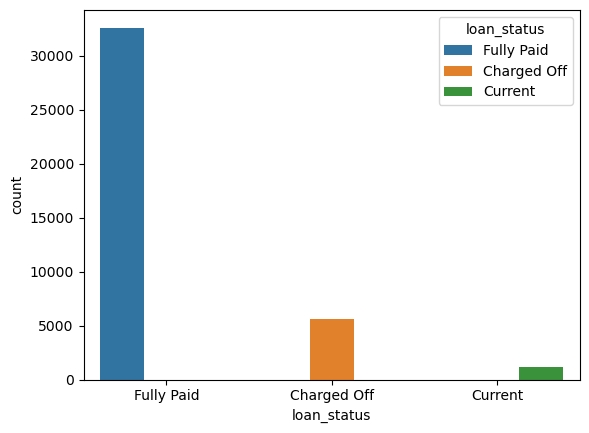 loan_status
Fully Paid
Charged Off
Current
30000
25000
20000
15000
10000
5000
0
count
Fully Paid
Charged Off
Current
loan_status